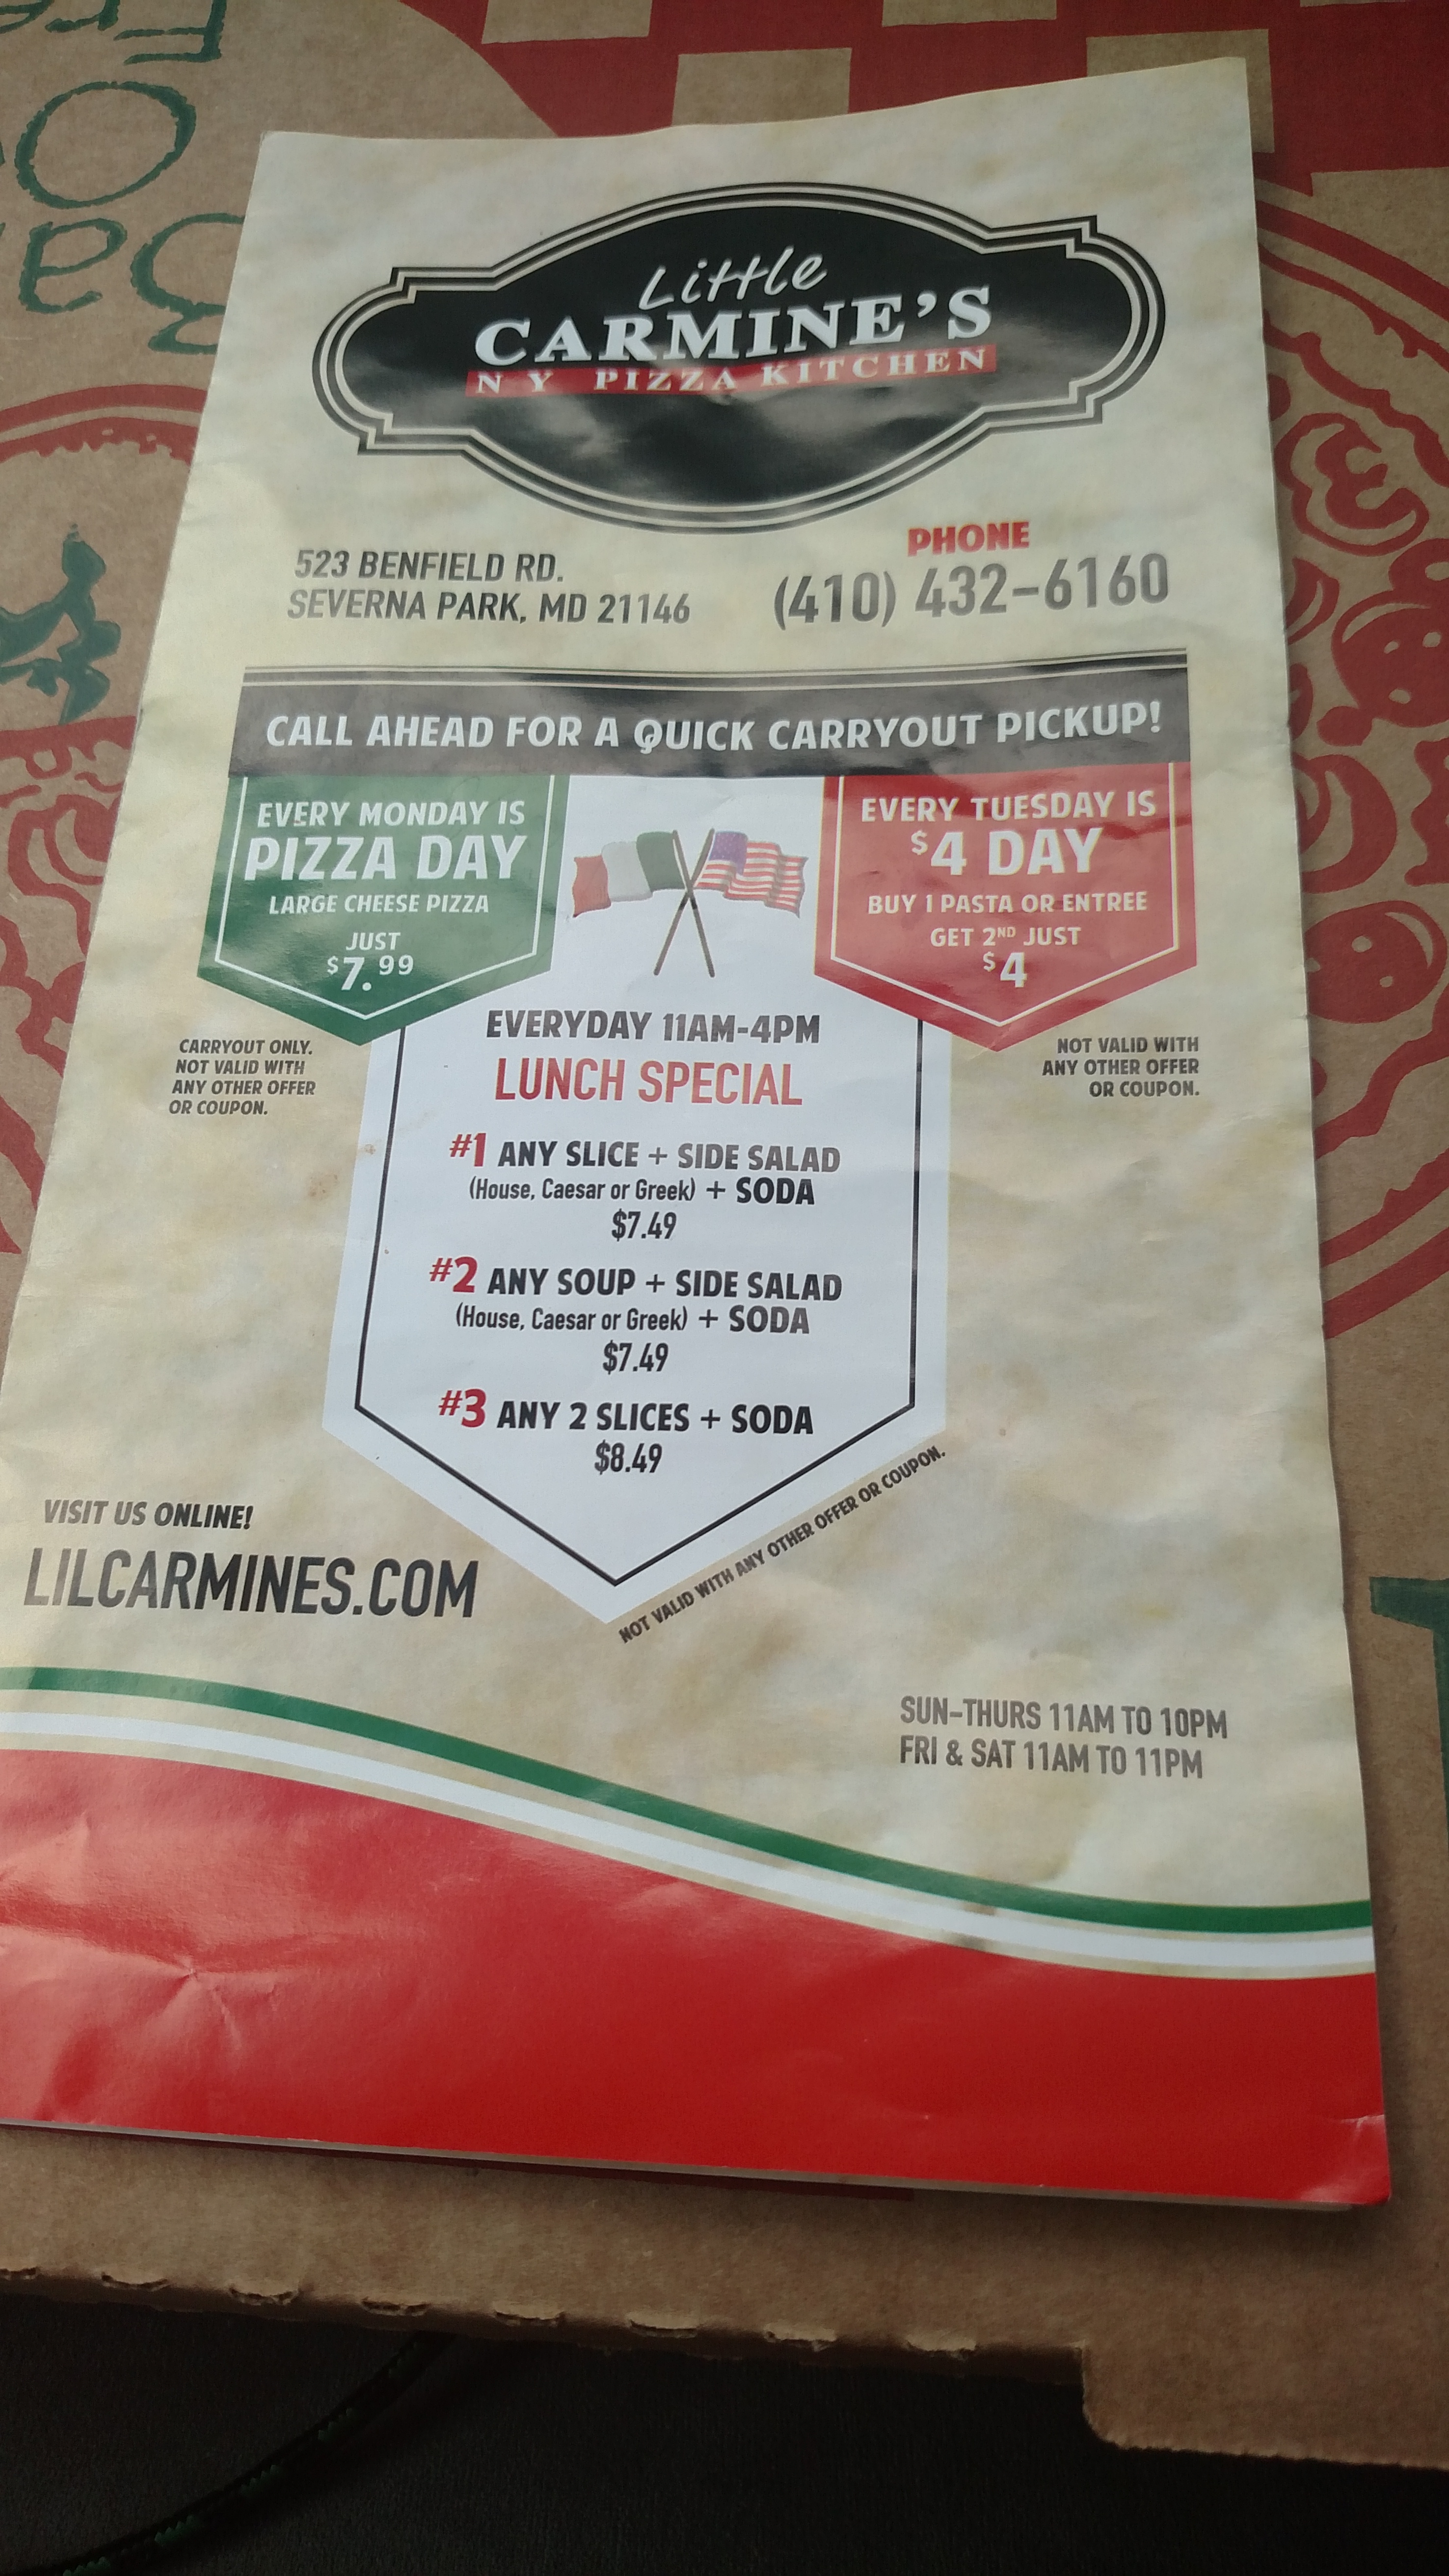 Little
CARMINE'S
NY PIZZA KITCHEN
523 BENFIELD RD.
SEVERNA PARK, MD 21146
PHONE
(410) 432-6160
CALL AHEAD FOR A QUICK CARRYOUT PICKUP!
EVERY MONDAY IS
PIZZA DAY
LARGE CHEESE PIZZA
JUST
$7.99
CARRYOUT ONLY.
NOT VALID WITH
ANY OTHER OFFER
OR COUPON.
EVERY TUESDAY IS
$4 DAY
BUY 1 PASTA OR ENTREE
GET 2ND JUST
$4
NOT VALID WITH
ANY OTHER OFFER
OR COUPON.
EVERYDAY 11AM-4PM
LUNCH SPECIAL
#1 ANY SLICE + SIDE SALAD
(House, Caesar or Greek) + SODA
$7.49
#2 ANY SOUP + SIDE SALAD
(House, Caesar or Greek) + SODA
$7.49
#3 ANY 2 SLICES + SODA
$8.49
NOT VALID WITH ANY OTHER OFFER OR COUPON.
VISIT US ONLINE!
LILCARMINES.COM
SUN-THURS 11AM TO 10PM
FRI & SAT 11AM TO 11PM